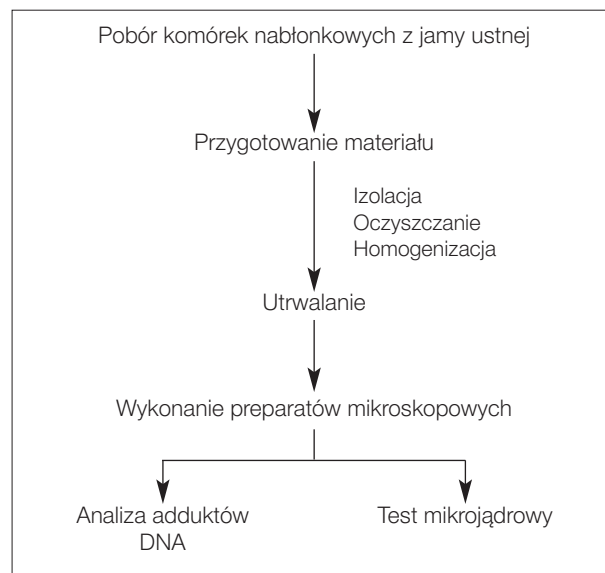 Pobór komórek nabłonkowych z jamy ustnej
Przygotowanie materiału
Izolacja
Oczyszczanie
Homogenizacja
Utrwalanie
Wykonanie preparatów mikroskopowych
Analiza adduktów
DNA
Test mikrojądrowy